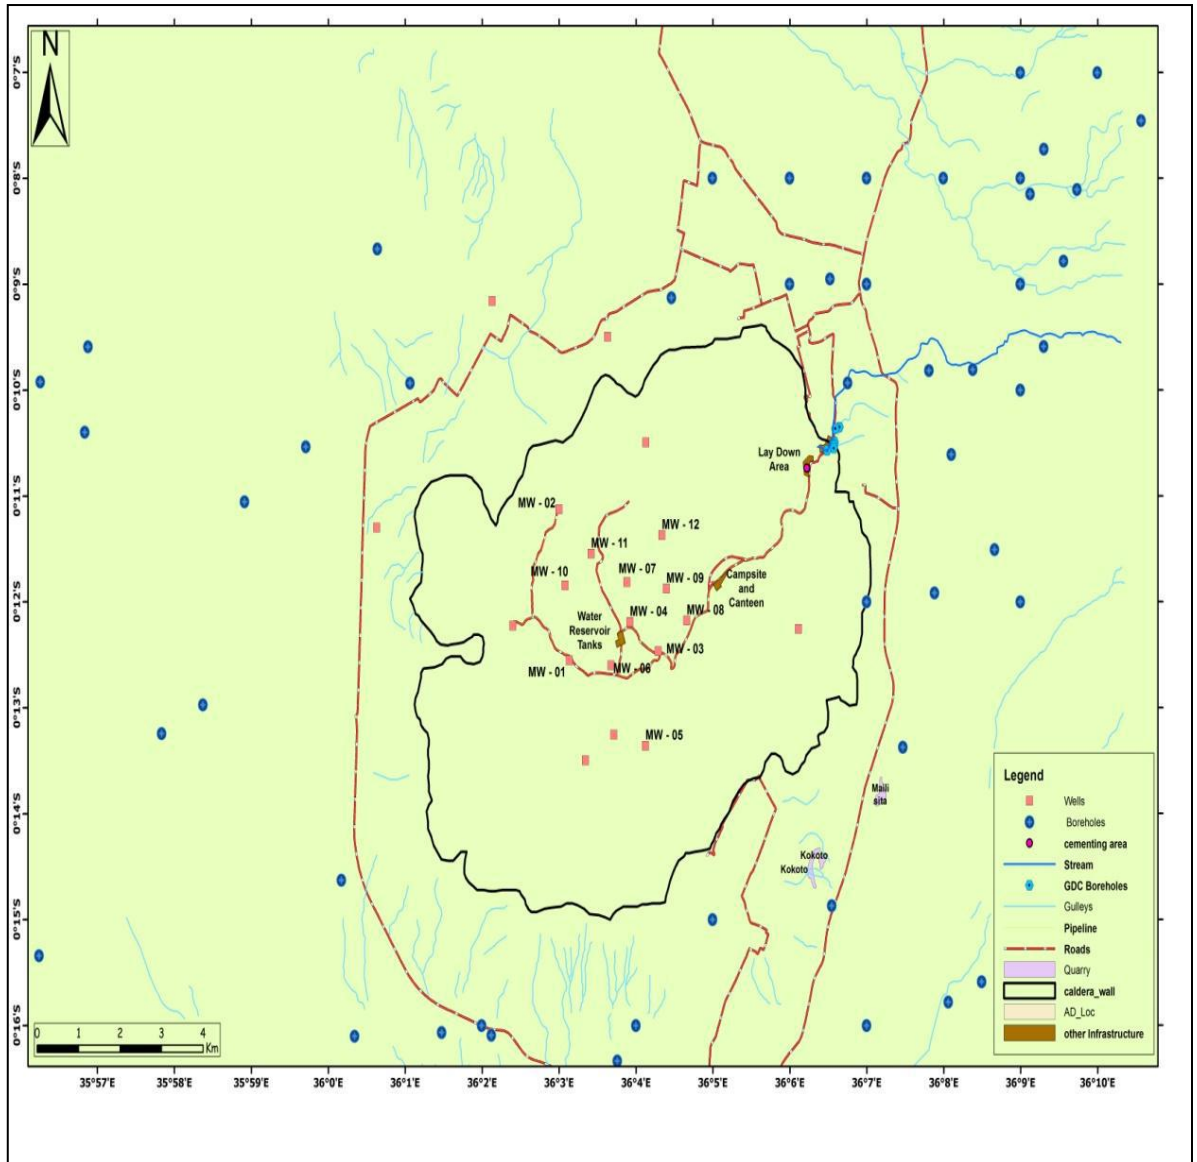 N
0°7'S
0°8'S
0°9'S
0°10'S
0°11'S
0°12'S
0°13'S
0°14'S
0°15'S
0°16'S
Lay Down
Area
MW - 02
MW - 12
MW - 11
MW - 10
MW - 07
MW - 09
Campsite
and
Canteen
Water
Reservoir
Tanks
MW - 04
MW - 08
MW - 03
MW - 01
MW - 06
MW - 05
Maili
sita
Kokoto
Kokoto
Legend
Wells
Boreholes
cementing area
Stream
GDC Boreholes
Gulleys
Pipeline
Roads
Quarry
caldera_wall
AD_Loc
other Infrastructure
0 1 2 3 4
Km
35°57'E 35°58'E 35°59'E 36°0'E 36°1'E 36°2'E 36°3'E 36°4'E 36°5'E 36°6'E 36°7'E 36°8'E 36°9'E 36°10'E